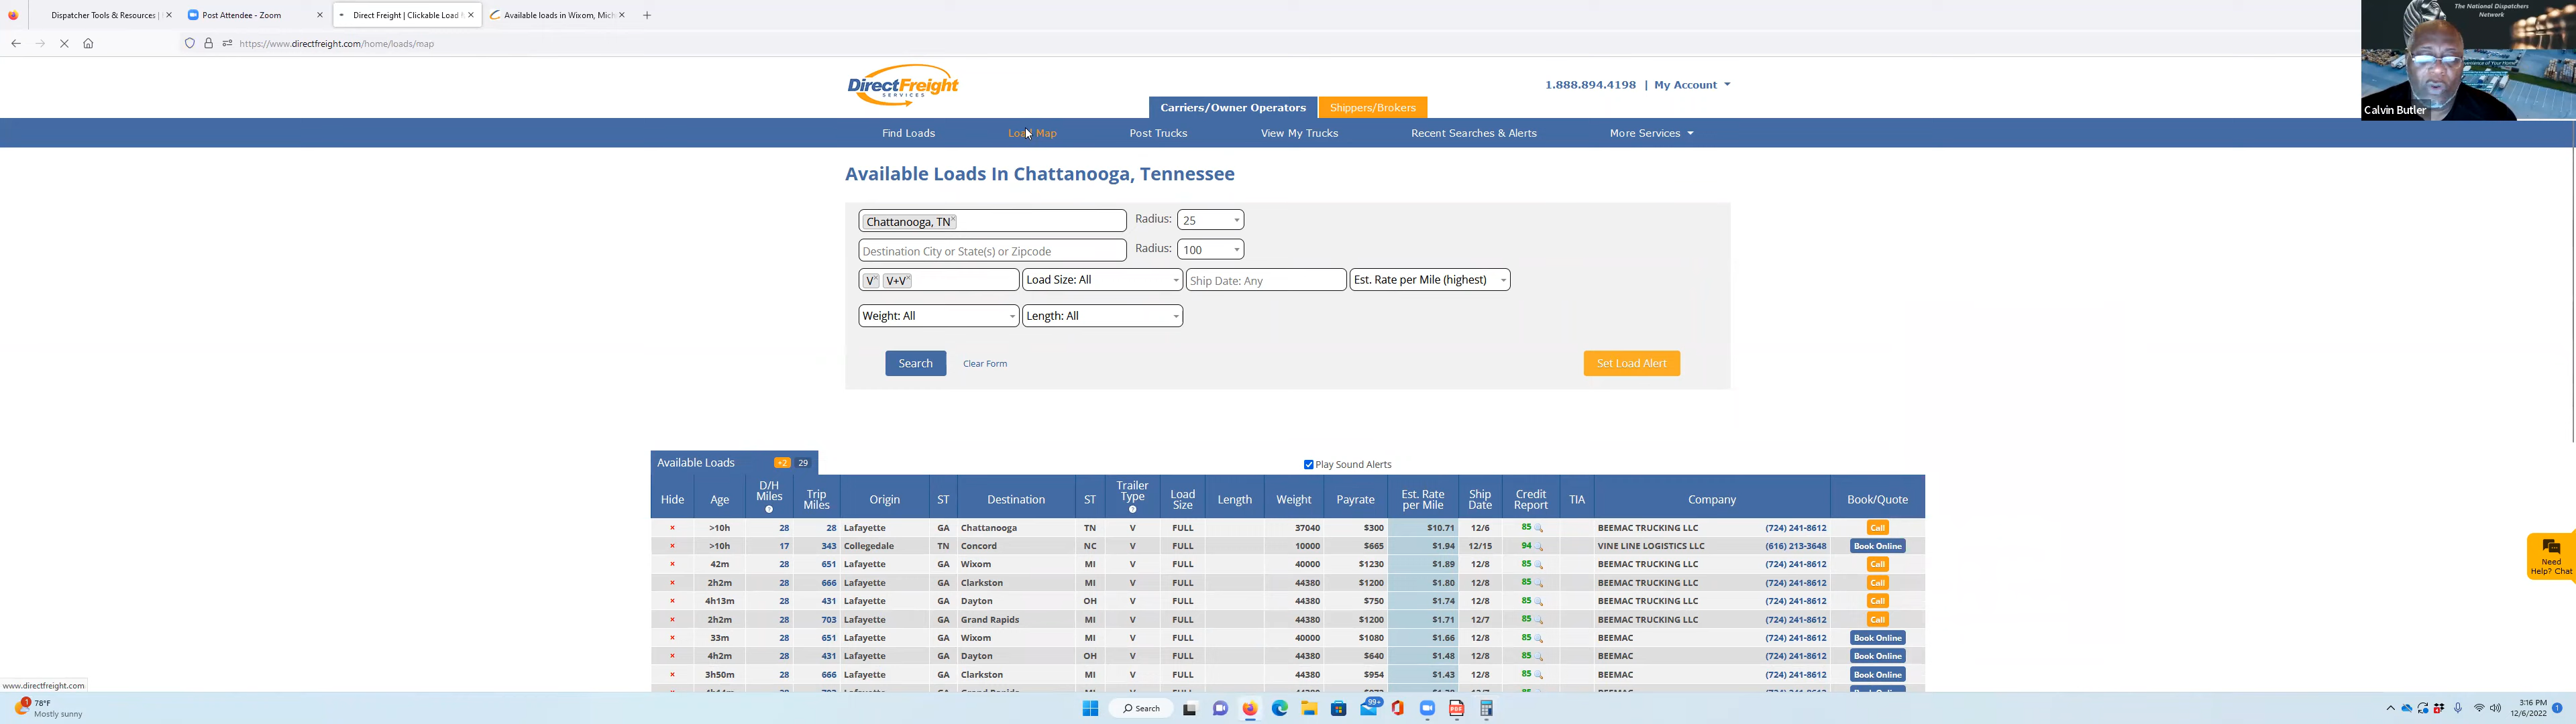 Dispatcher Tools & Resources |
Post Attendee - Zoom
Direct Freight | Clickable Load
Available loads in Wixom, Mich
https://www.directfreight.com/home/loads/map
The National Dispatchers
Network
Calvin Butler
DirectFreight
SERVICES
1.888.894.4198 | My Account
Carriers/Owner Operators
Shippers/Brokers
Find Loads
Load Map
Post Trucks
View My Trucks
Recent Searches & Alerts
More Services
Available Loads In Chattanooga, Tennessee
Chattanooga, TN
Radius:
25
Destination City or State(s) or Zipcode
Radius:
100
V V+V
Load Size: All
Ship Date: Any
Est. Rate per Mile (highest)
Weight: All
Length: All
Search
Clear Form
Set Load Alert
Available Loads +2 29
Play Sound Alerts
Hide Age D/H Miles Trip Miles Origin ST Destination ST Trailer Type Load Size Length Weight Payrate Est. Rate per Mile Ship Date Credit Report TIA Company Book/Quote
× >10h 28 28 Lafayette GA Chattanooga TN V FULL 37040 $300 $10.71 12/6 85 BEEMAC TRUCKING LLC (724) 241-8612 Call
× >10h 17 343 Collegedale TN Concord NC V FULL 10000 $665 $1.94 12/15 94 VINE LINE LOGISTICS LLC (616) 213-3648 Book Online
× 42m 28 651 Lafayette GA Wixom MI V FULL 40000 $1230 $1.89 12/8 85 BEEMAC TRUCKING LLC (724) 241-8612 Call
× 2h2m 28 666 Lafayette GA Clarkston MI V FULL 44380 $1200 $1.80 12/8 85 BEEMAC TRUCKING LLC (724) 241-8612 Call
× 4h13m 28 431 Lafayette GA Dayton OH V FULL 44380 $750 $1.74 12/8 85 BEEMAC TRUCKING LLC (724) 241-8612 Call
× 2h2m 28 703 Lafayette GA Grand Rapids MI V FULL 44380 $1200 $1.71 12/7 85 BEEMAC TRUCKING LLC (724) 241-8612 Call
× 33m 28 651 Lafayette GA Wixom MI V FULL 40000 $1080 $1.66 12/8 85 BEEMAC (724) 241-8612 Book Online
× 4h2m 28 431 Lafayette GA Dayton OH V FULL 44380 $640 $1.48 12/8 85 BEEMAC (724) 241-8612 Book Online
× 3h50m 28 666 Lafayette GA Clarkston MI V FULL 44380 $954 $1.43 12/8 85 BEEMAC (724) 241-8612 Book Online
Need
Help? Chat
www.directfreight.com
78°F
Mostly sunny
Search
99+
3:16 PM
12/6/2022